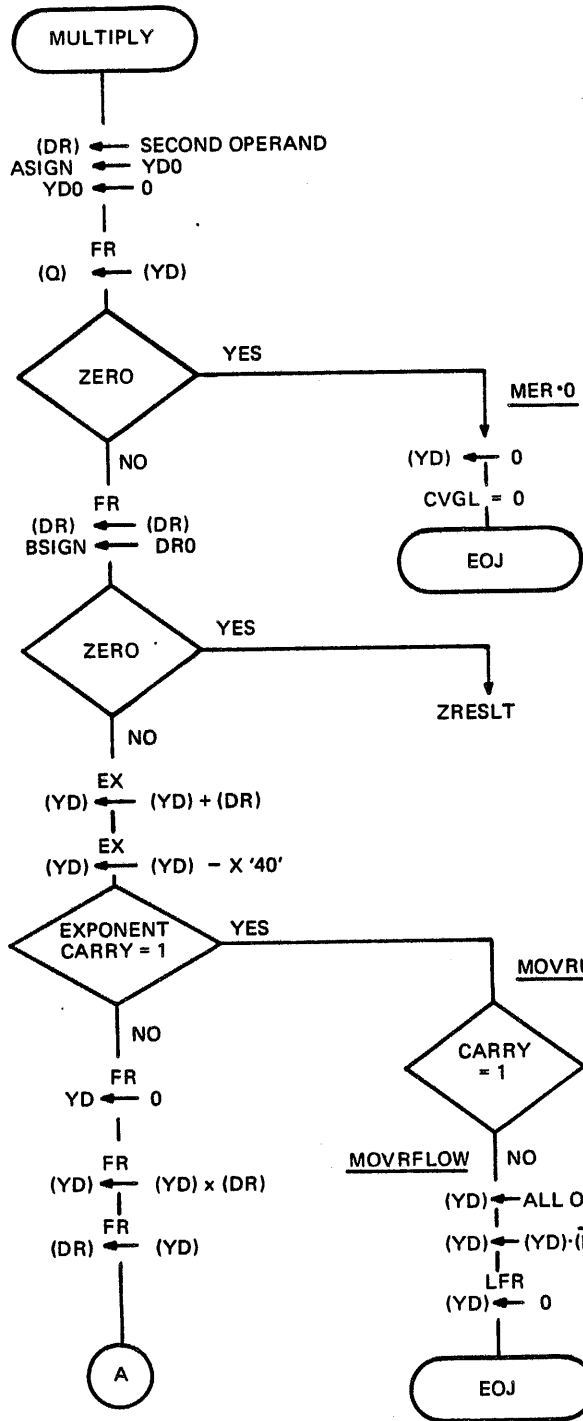 MULTIPLY
(DR) ← SECOND OPERAND
ASIGN ← YD0
YD0 ← 0
FR
(Q) ← (YD)
ZERO
YES
NO
MER•0
(YD) ← 0
CVGL = 0
EOJ
FR
(DR) ← (DR)
BSIGN ← DR0
ZERO
YES
NO
ZRESLT
EX
(YD) ← (YD) + (DR)
EX
(YD) ← (YD) − X '40'
EXPONENT
CARRY = 1
YES
NO
CARRY
= 1
NO
MOVRFLOW
(YD) ← ALL
(YD) ← (YD)·
LFR
(YD) ← 0
EOJ
FR
YD ← 0
FR
(YD) ← (YD) x (DR)
FR
(DR) ← (YD)
A